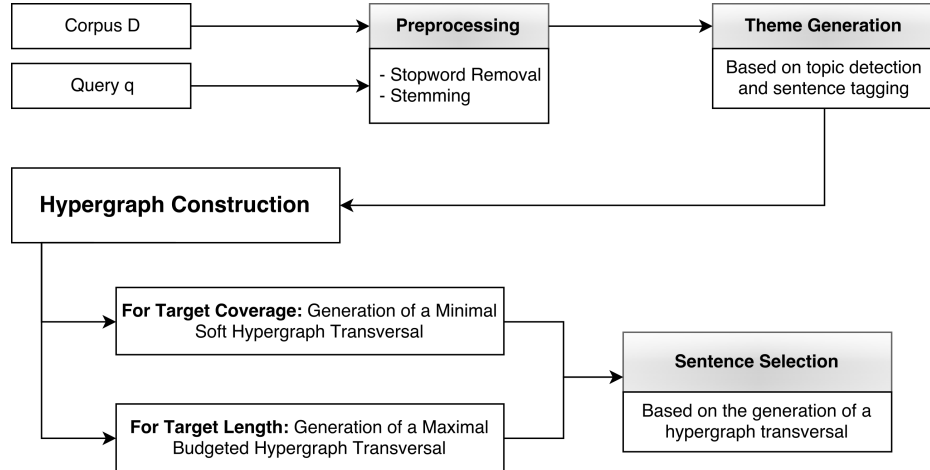 Corpus D
Query q
Preprocessing
- Stopword Removal
- Stemming
Theme Generation
Based on topic detection
and sentence tagging
Hypergraph Construction
For Target Coverage: Generation of a Minimal
Soft Hypergraph Transversal
For Target Length: Generation of a Maximal
Budgeted Hypergraph Transversal
Sentence Selection
Based on the generation of a
hypergraph transversal